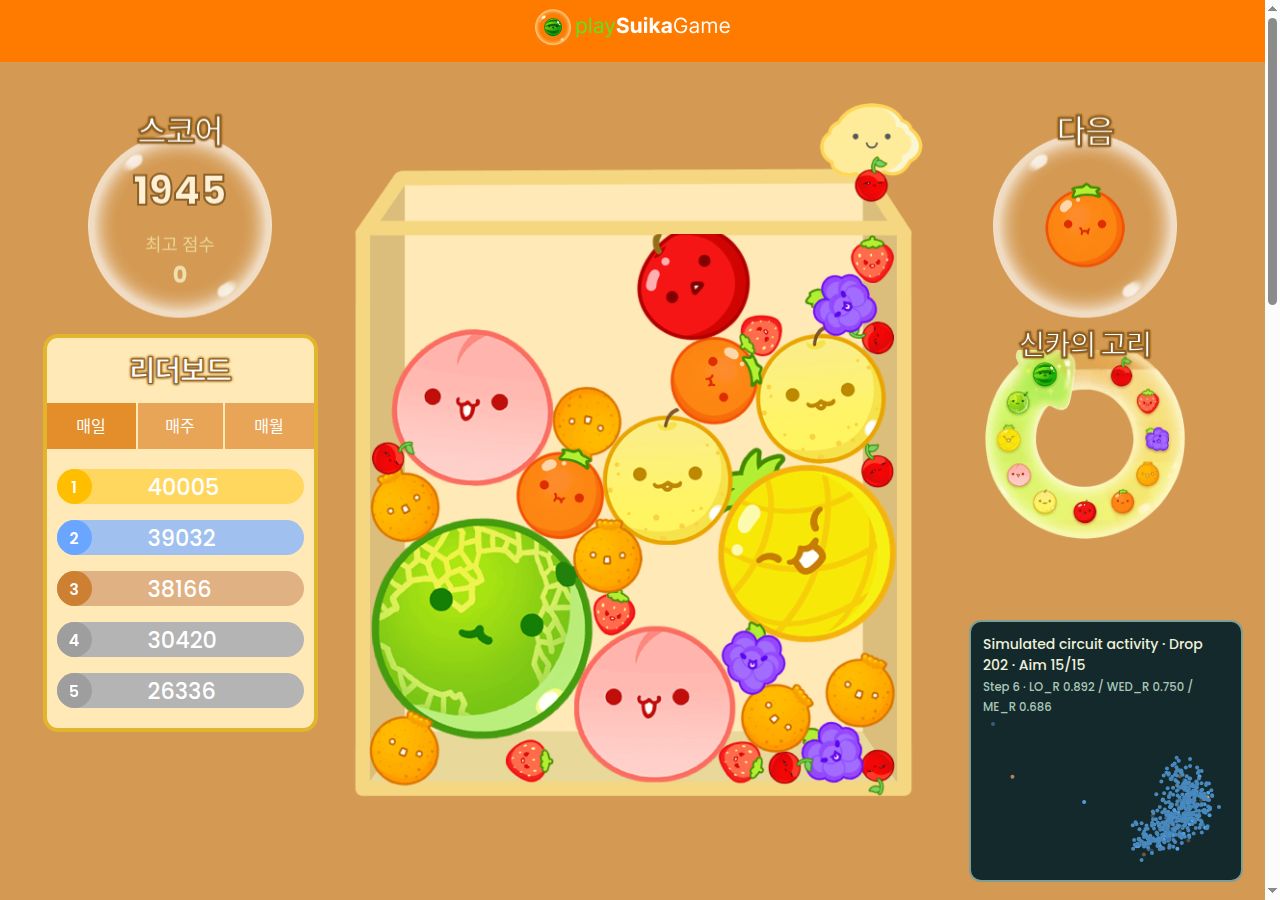 playSuikaGame
스코어
1945
최고 점수
0
다음
신카의 고리
리더보드
매일 매주 매월
1 40005
2 39032
3 38166
4 30420
5 26336
Simulated circuit activity · Drop
202 · Aim 15/15
Step 6 · LO_R 0.892 / WED_R 0.750 /
ME_R 0.686